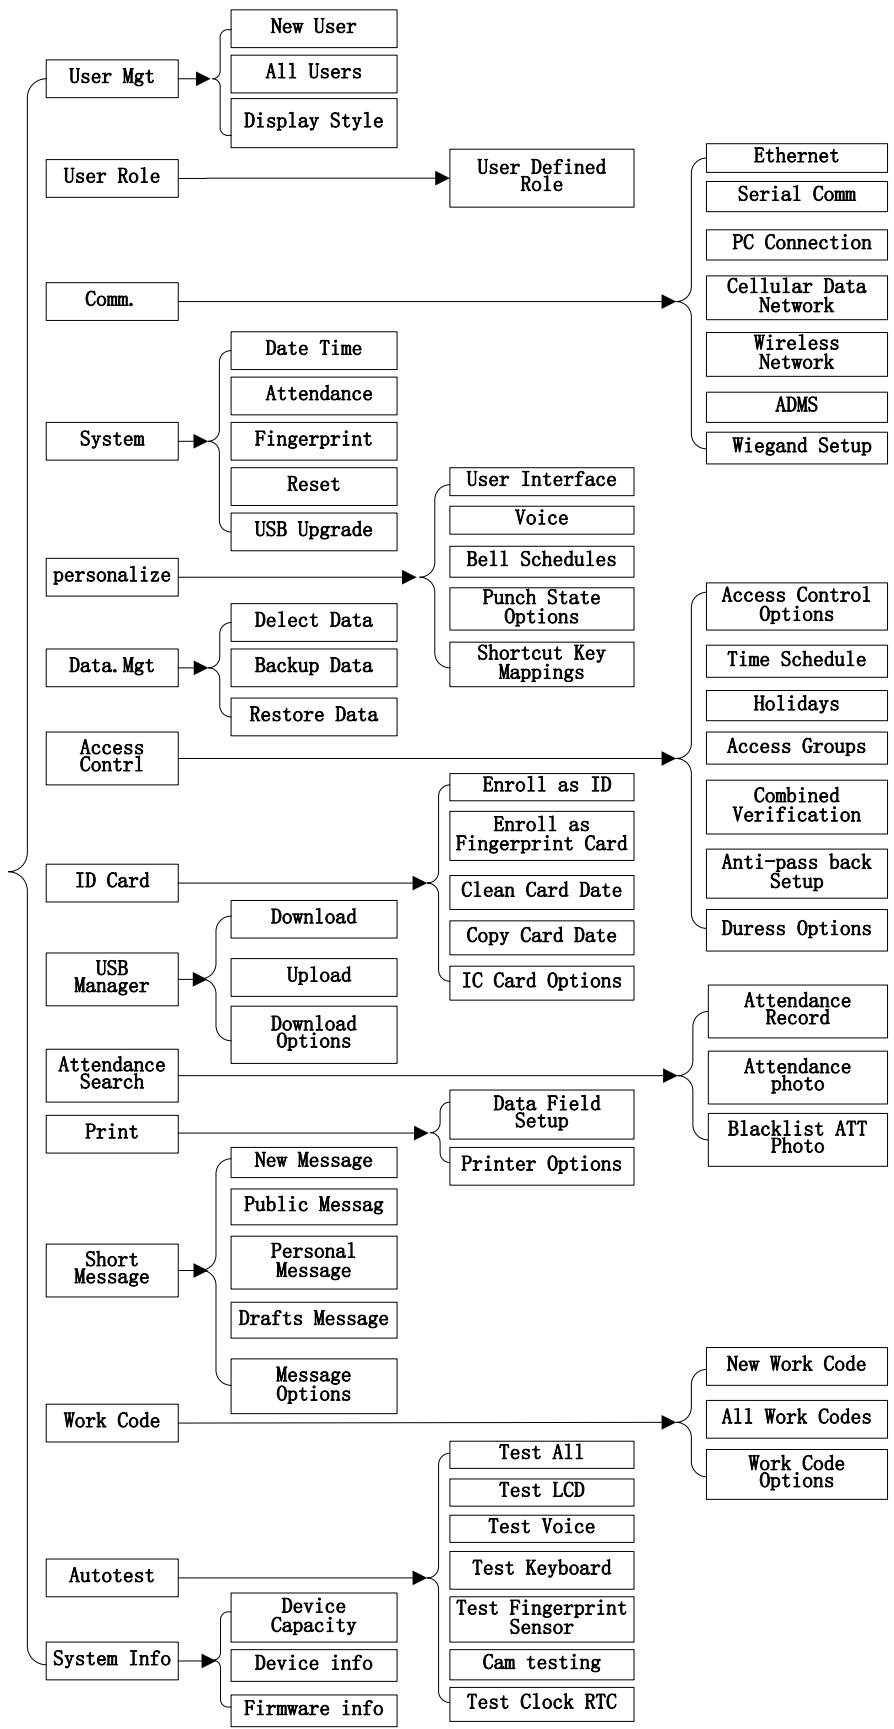 User Mgt
New User
All Users
Display Style
User Role
User Defined
Role
Comm.
Ethernet
Serial Comm
PC Connection
Cellular Data
Network
Wireless
Network
ADMS
Wiegand Setup
System
Date Time
Attendance
Fingerprint
Reset
USB Upgrade
personalize
User Interface
Voice
Bell Schedules
Punch State
Options
Shortcut Key
Mappings
Data.Mgt
Delect Data
Backup Data
Restore Data
Access
Contrl
Access Control
Options
Time Schedule
Holidays
Access Groups
Combined
Verification
Anti-pass back
Setup
Duress Options
ID Card
Enroll as ID
Enroll as
Fingerprint Card
Clean Card Date
Copy Card Date
IC Card Options
USB
Manager
Download
Upload
Download
Options
Attendance
Search
Attendance
Record
Attendance
photo
Blacklist ATT
Photo
Print
Data Field
Setup
Printer Options
Short
Message
New Message
Public Messag
Personal
Message
Drafts Message
Message
Options
Work Code
New Work Code
All Work Codes
Work Code
Options
Autotest
Test All
Test LCD
Test Voice
Test Keyboard
Test Fingerprint
Sensor
Cam testing
Test Clock RTC
System Info
Device
Capacity
Device info
Firmware info